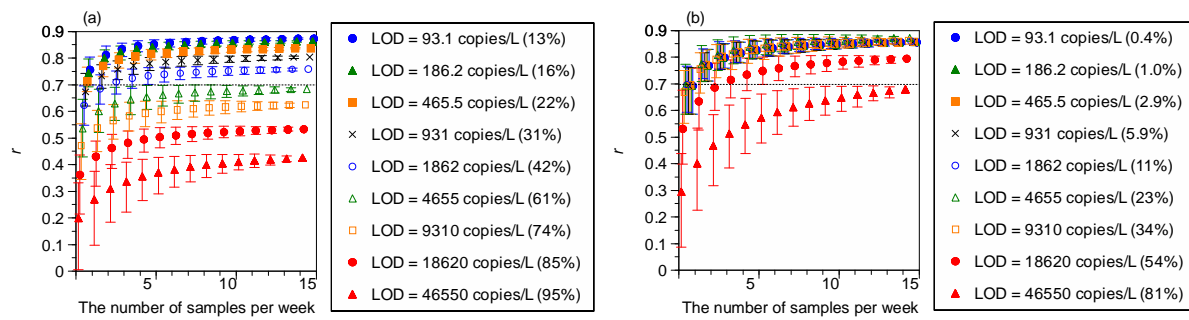 (a)
0.9
0.8
0.7
0.6
0.5
0.4
0.3
0.2
0.1
0
r
5
10
15
The number of samples per week
LOD = 93.1 copies/L (13%)
LOD = 186.2 copies/L (16%)
LOD = 465.5 copies/L (22%)
LOD = 931 copies/L (31%)
LOD = 1862 copies/L (42%)
LOD = 4655 copies/L (61%)
LOD = 9310 copies/L (74%)
LOD = 18620 copies/L (85%)
LOD = 46550 copies/L (95%)
(b)
0.9
0.8
0.7
0.6
0.5
0.4
0.3
0.2
0.1
0
r
5
10
15
The number of samples per week
LOD = 93.1 copies/L (0.4%)
LOD = 186.2 copies/L (1.0%)
LOD = 465.5 copies/L (2.9%)
LOD = 931 copies/L (5.9%)
LOD = 1862 copies/L (11%)
LOD = 4655 copies/L (23%)
LOD = 9310 copies/L (34%)
LOD = 18620 copies/L (54%)
LOD = 46550 copies/L (81%)